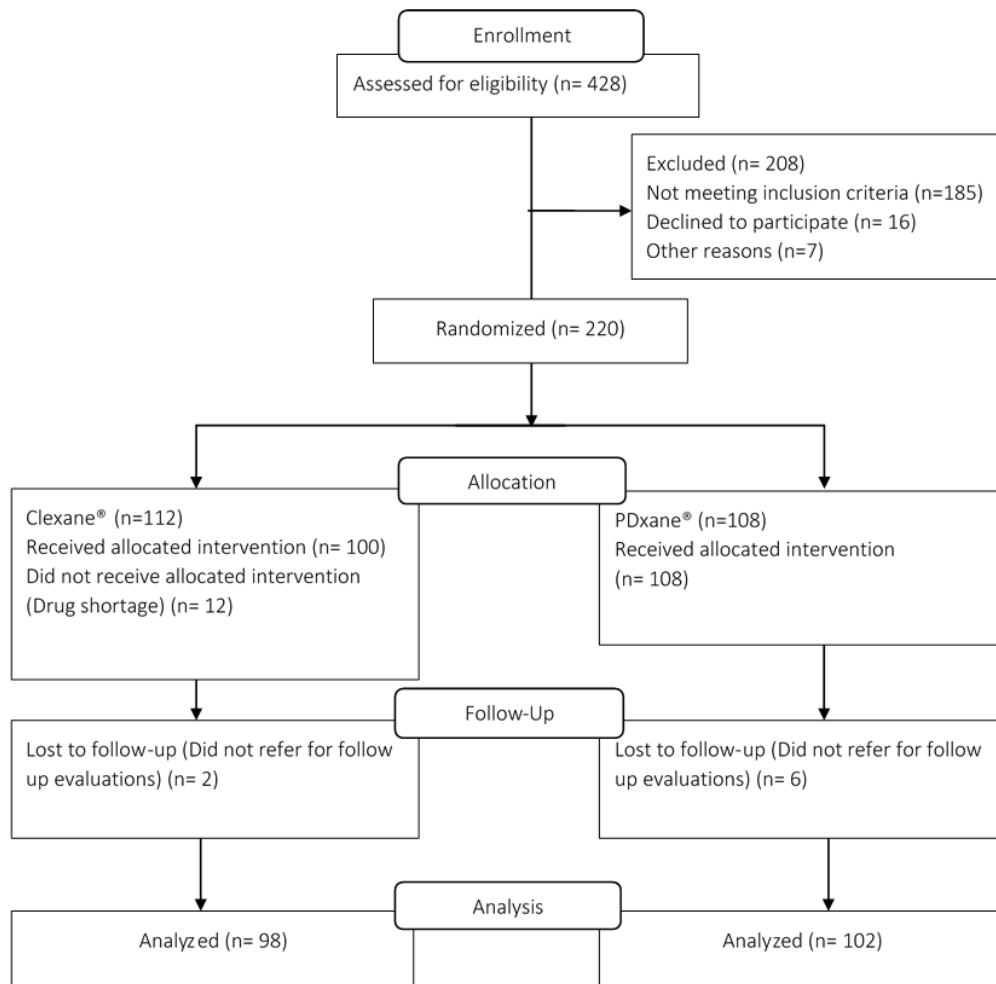 Enrollment
Assessed for eligibility (n= 428)
Excluded (n= 208)
Not meeting inclusion criteria (n=185)
Declined to participate (n= 16)
Other reasons (n=7)
Randomized (n= 220)
Allocation
Clexane® (n=112)
Received allocated intervention (n= 100)
Did not receive allocated intervention
(Drug shortage) (n= 12)
PDxane® (n=108)
Received allocated intervention
(n= 108)
Follow-Up
Lost to follow-up (Did not refer for follow
up evaluations) (n= 2)
Lost to follow-up (Did not refer for follow
up evaluations) (n= 6)
Analysis
Analyzed (n= 98)
Analyzed (n= 102)